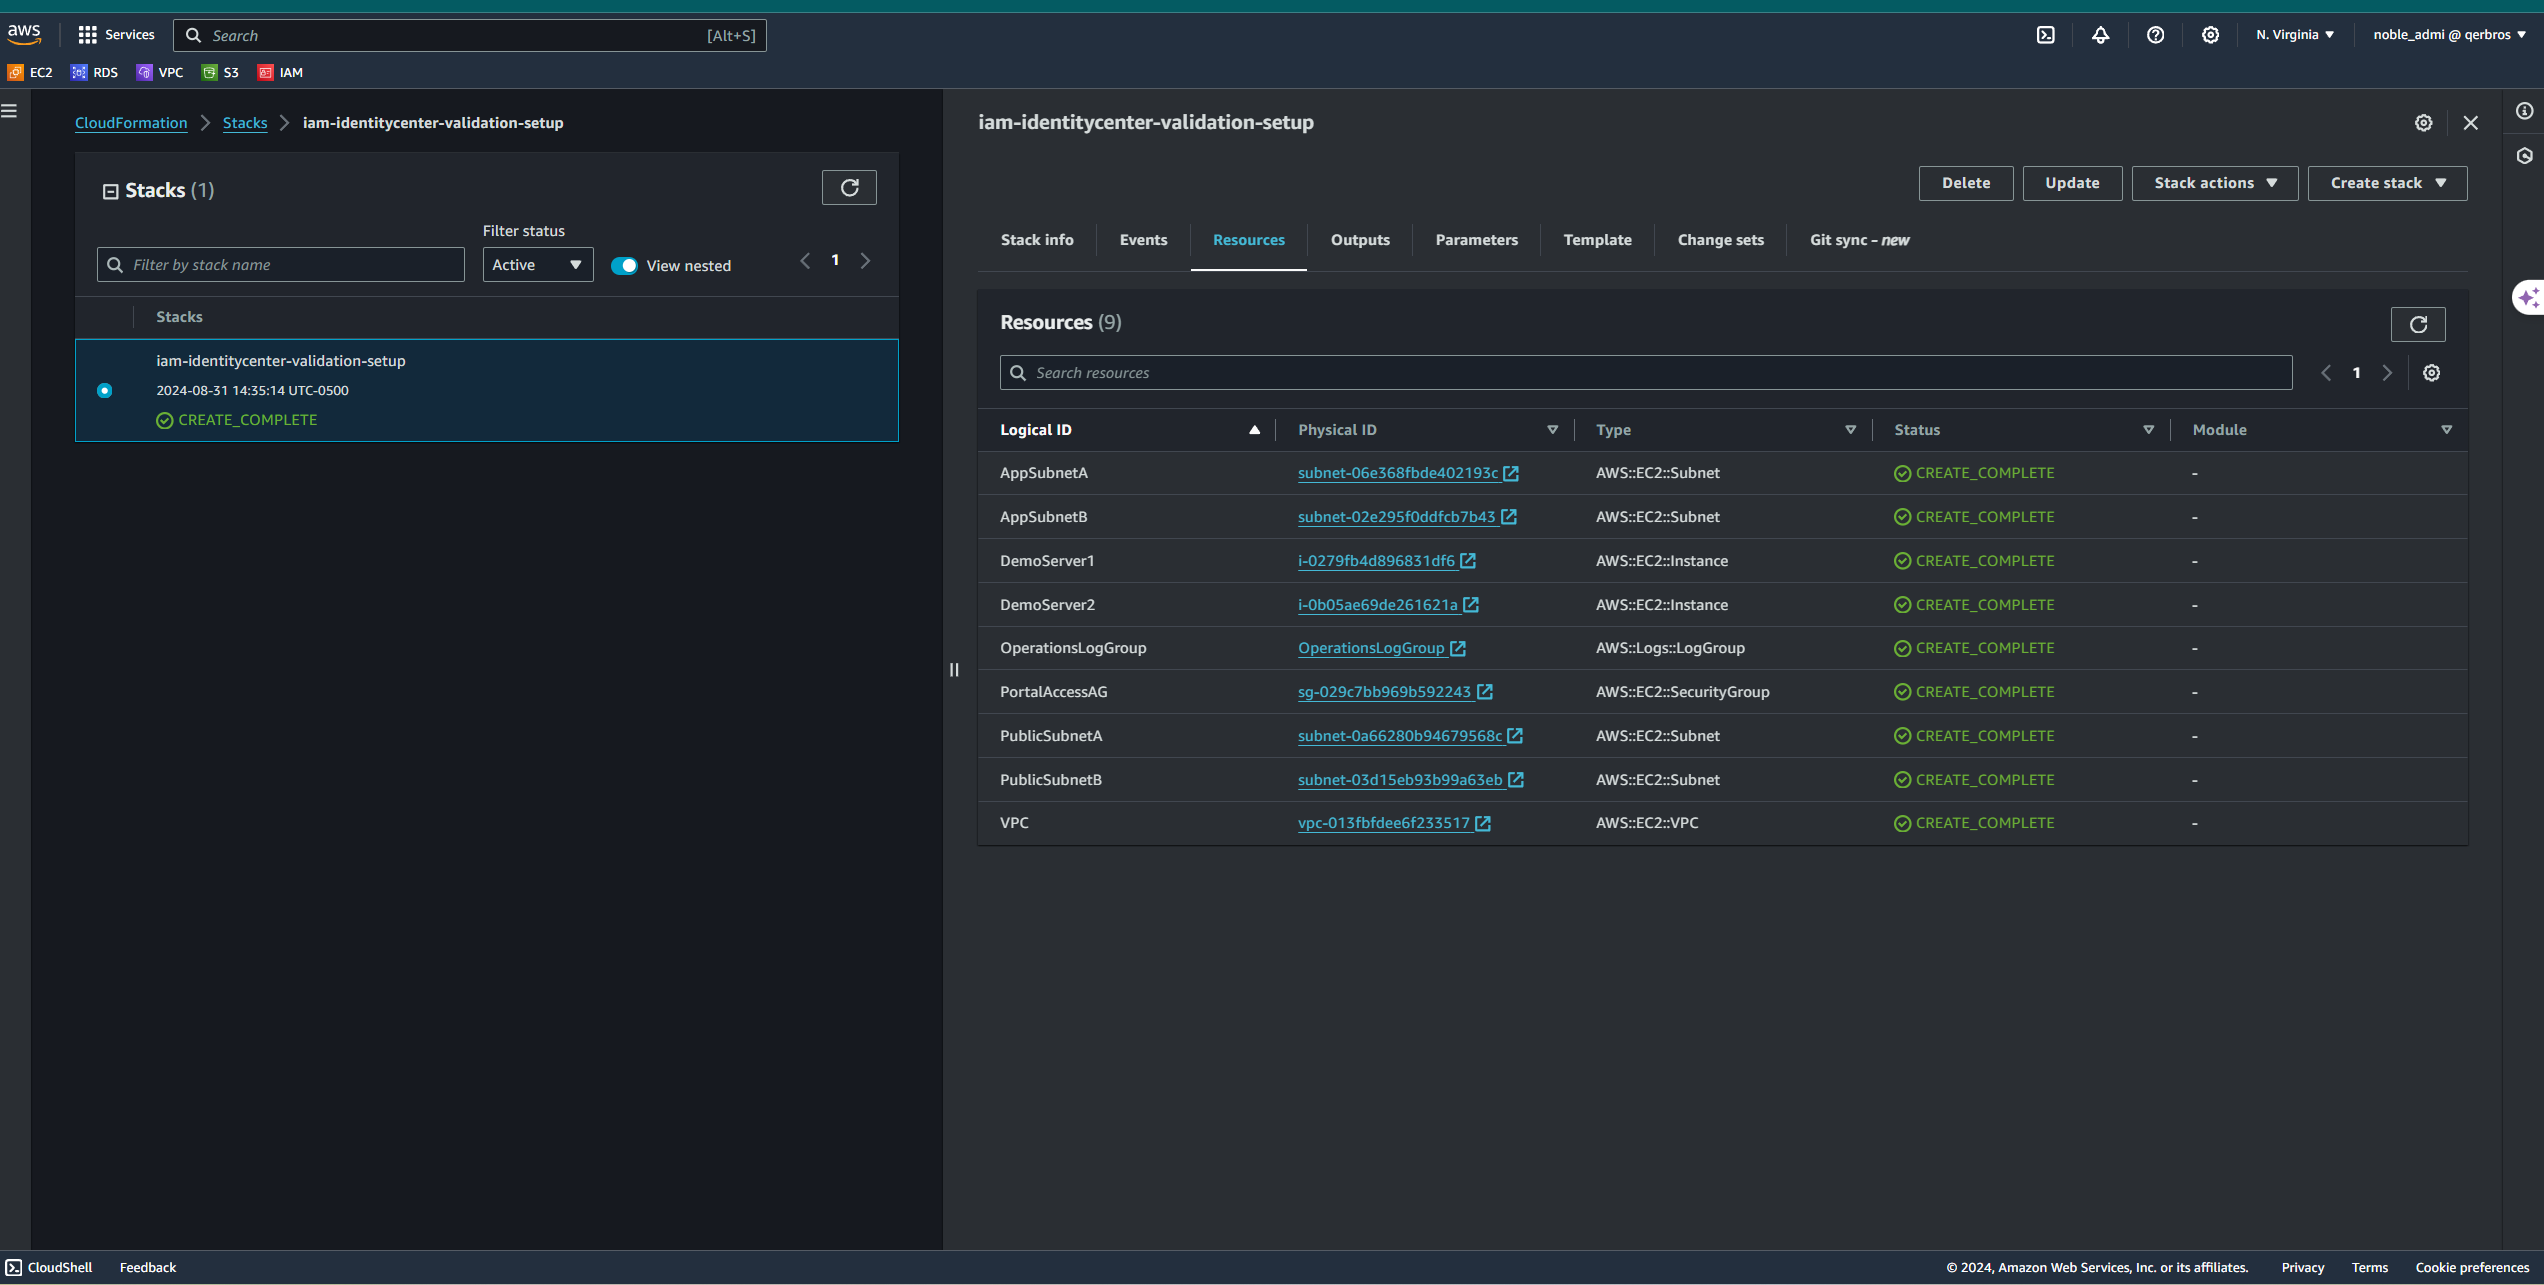 aws Services Search [Alt+S] N. Virginia noble_admi @ qerbros
EC2 RDS VPC S3 IAM
CloudFormation Stacks iam-identitycenter-validation-setup
Stacks (1)
Filter status
Filter by stack name Active View nested 1
Stacks
iam-identitycenter-validation-setup
2024-08-31 14:35:14 UTC-0500
CREATE_COMPLETE
iam-identitycenter-validation-setup
Delete Update Stack actions Create stack
Stack info Events Resources Outputs Parameters Template Change sets Git sync - new
Resources (9)
Search resources 1
Logical ID Physical ID Type Status Module
AppSubnetA subnet-06e368fbde402193c AWS::EC2::Subnet CREATE_COMPLETE -
AppSubnetB subnet-02e295f0ddfcb7b43 AWS::EC2::Subnet CREATE_COMPLETE -
DemoServer1 i-0279fb4d896831df6 AWS::EC2::Instance CREATE_COMPLETE -
DemoServer2 i-0b05ae69de261621a AWS::EC2::Instance CREATE_COMPLETE -
OperationsLogGroup OperationsLogGroup AWS::Logs::LogGroup CREATE_COMPLETE -
PortalAccessAG sg-029c7bb969b592243 AWS::EC2::SecurityGroup CREATE_COMPLETE -
PublicSubnetA subnet-0a66280b94679568c AWS::EC2::Subnet CREATE_COMPLETE -
PublicSubnetB subnet-03d15eb93b99a63eb AWS::EC2::Subnet CREATE_COMPLETE -
VPC vpc-013fbfdee6f233517 AWS::EC2::VPC CREATE_COMPLETE -
CloudShell Feedback © 2024, Amazon Web Services, Inc. or its affiliates. Privacy Terms Cookie preferences